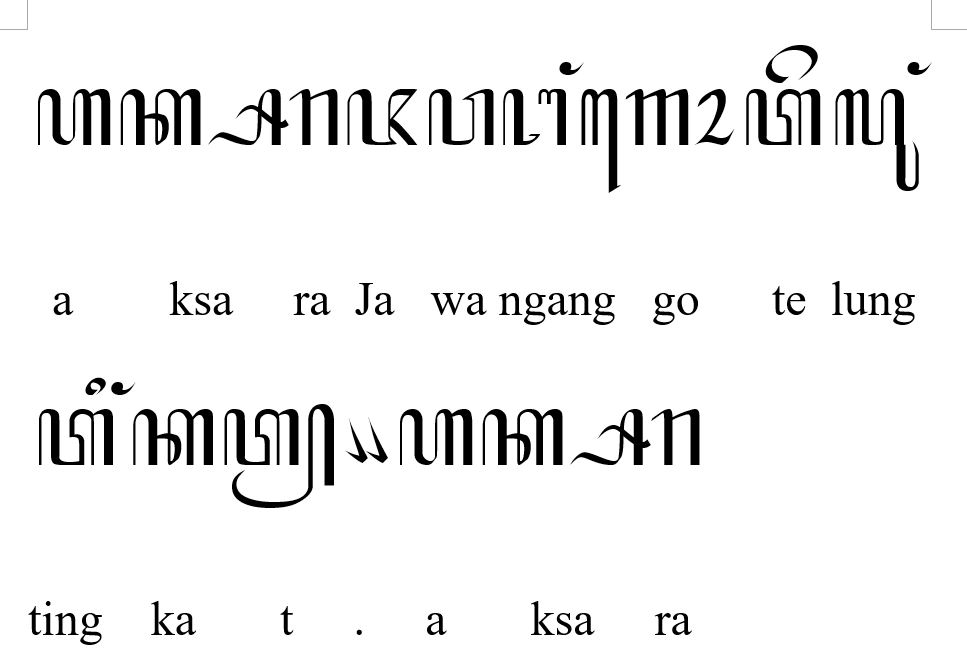 ꦲꦏ꧀ꦱꦫꦗꦮꦔꦁꦒꦺꦴꦠꦼꦭꦸꦁ
a ksa ra Ja wa ngang go te lung
ꦠꦶꦁꦏꦠ꧀꧉ꦲꦏ꧀ꦱꦫ
ting ka t . a ksa ra